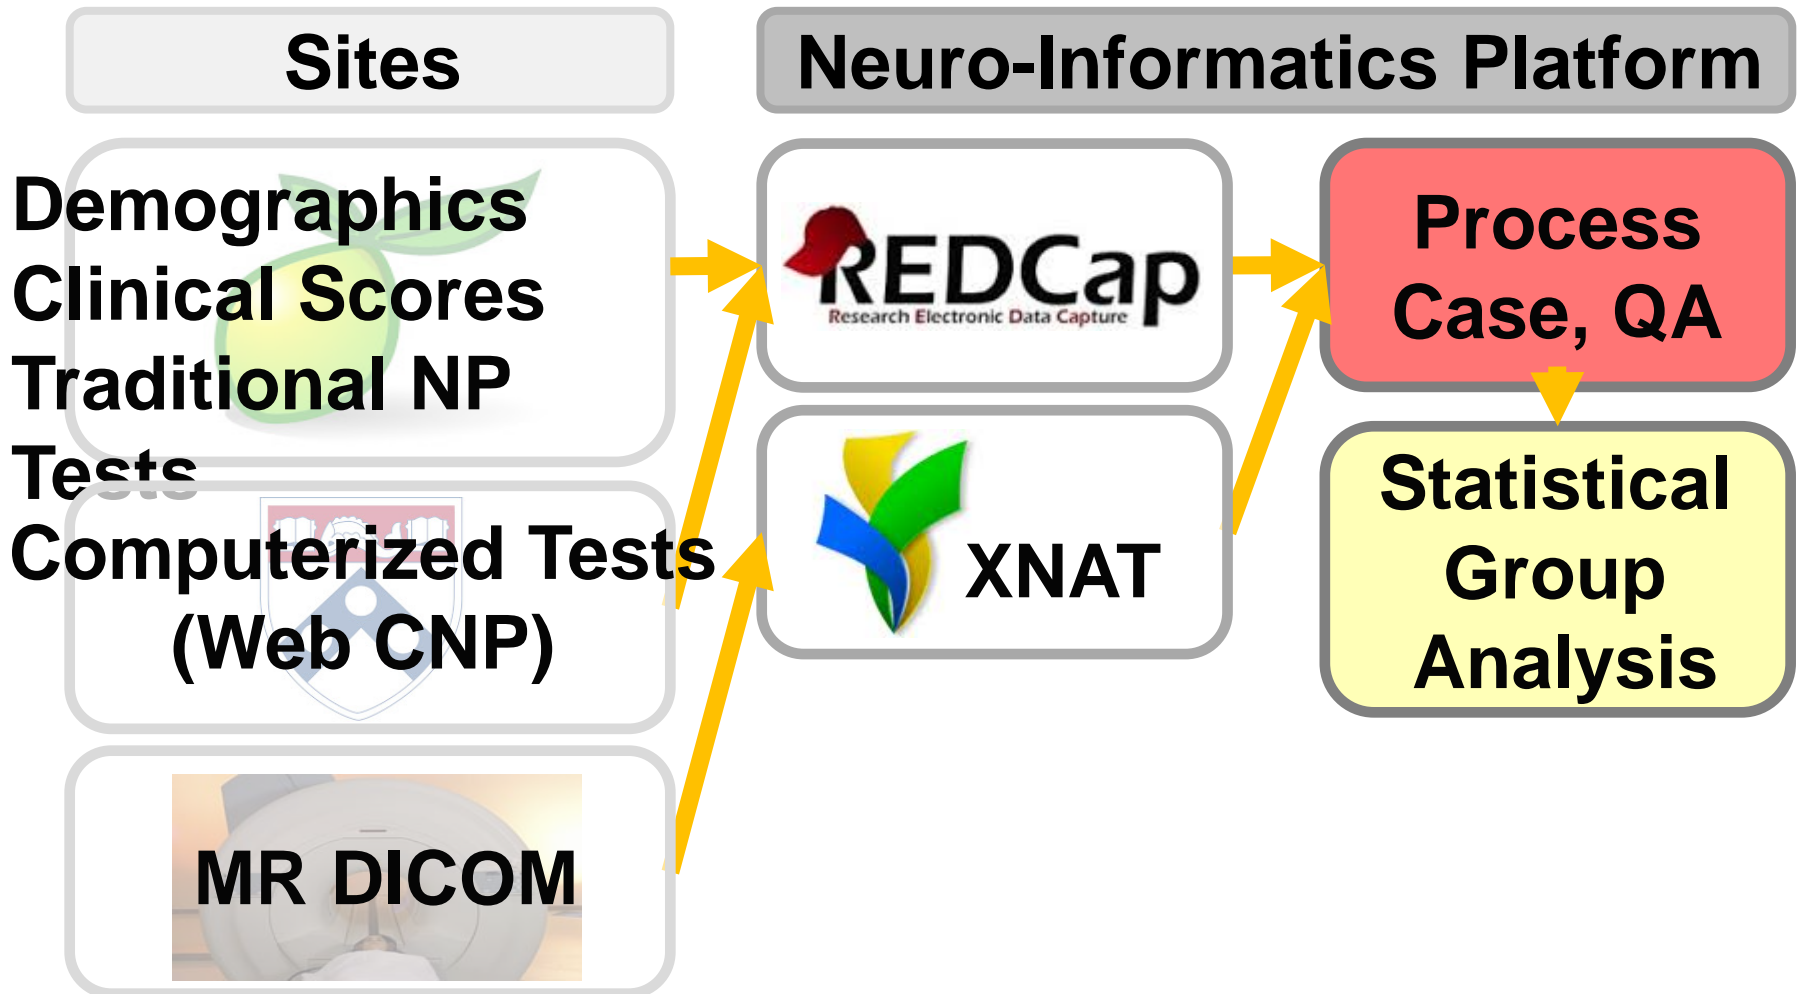 Sites
Neuro-Informatics Platform
Demographics
Clinical Scores
Traditional NP
Tests
Computerized Tests
(Web CNP)
MR DICOM
REDCap
Research Electronic Data Capture
XNAT
Process
Case, QA
Statistical
Group
Analysis